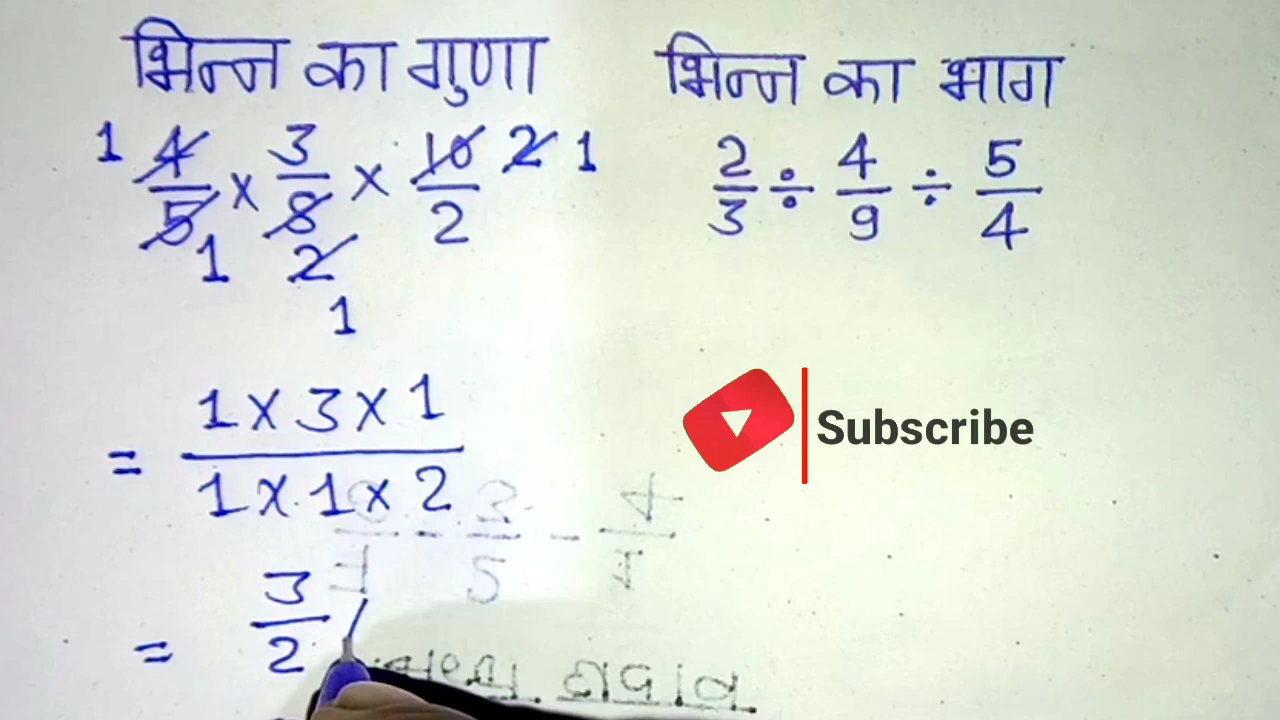 भिन्न का गुणा
1 4/5 × 3/8 × 10/2 2 1
1 2
1
= 1×3×1 / 1×1×2
= 3/2
भिन्न का भाग
2/3 ÷ 4/9 ÷ 5/4
Subscribe